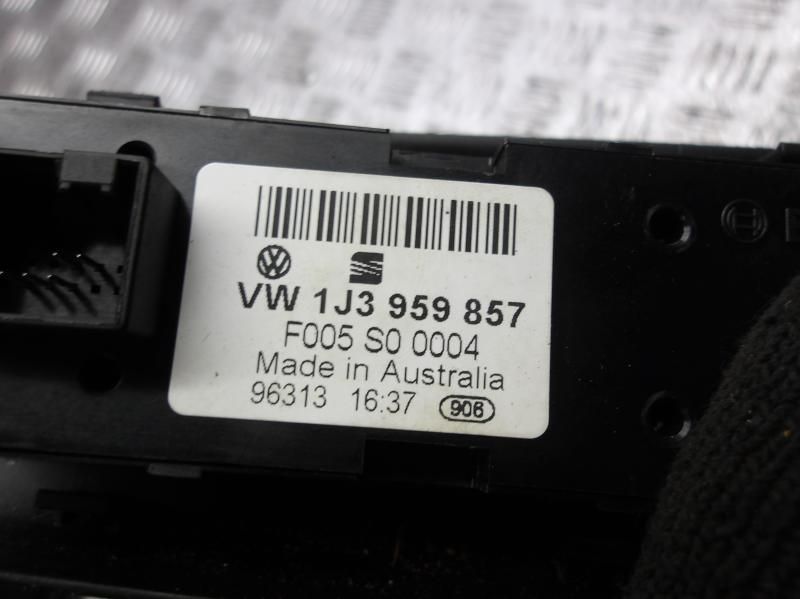 VW 1J3 959 857
F005 S0 0004
Made in Australia
96313 16:37 906